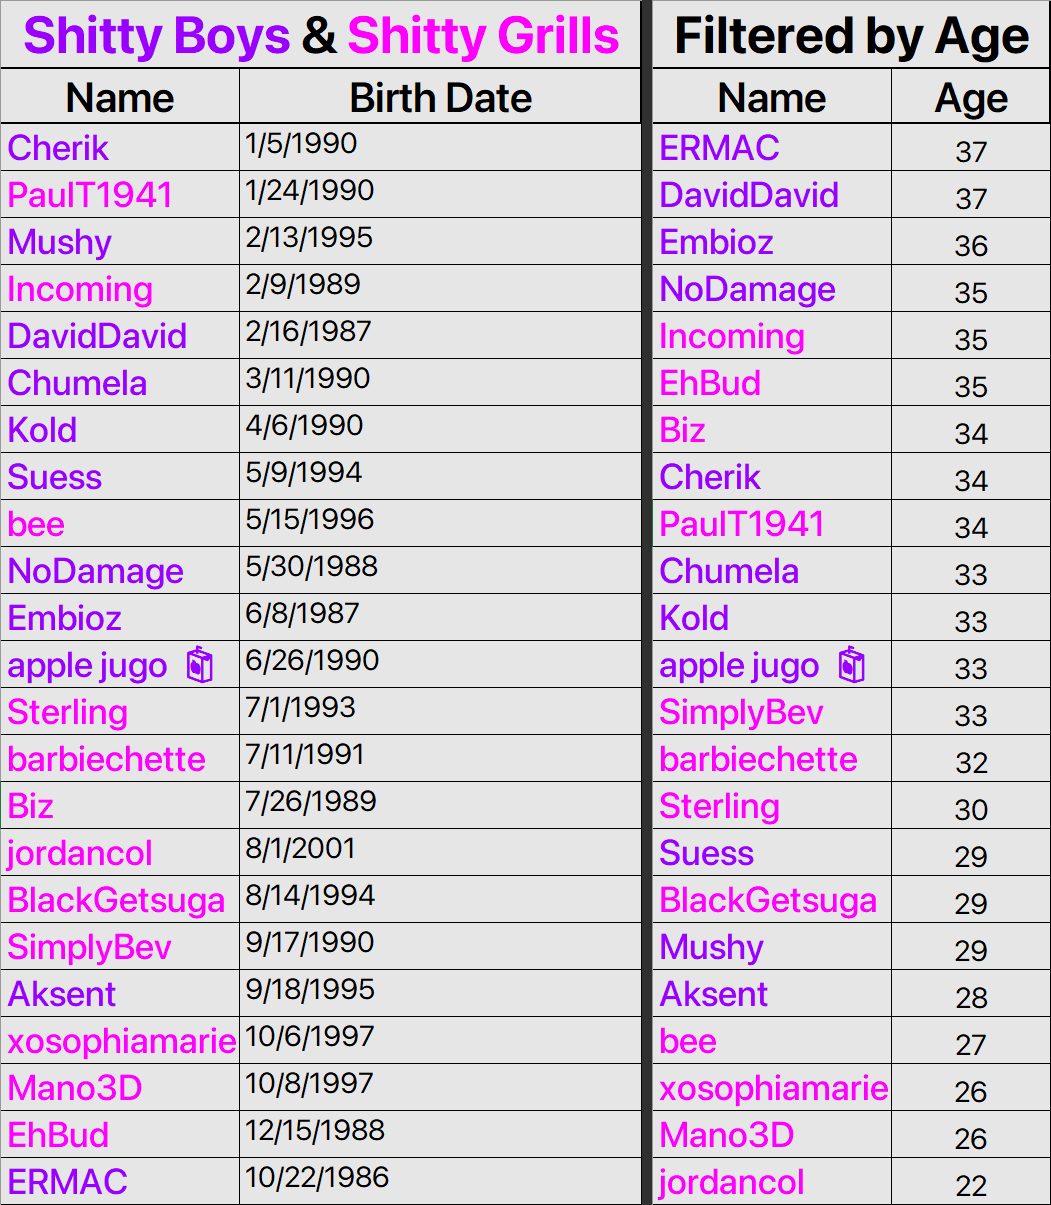 Shitty Boys & Shitty Grills Filtered by Age
Name Birth Date Name Age
Cherik 1/5/1990 ERMAC 37
PaulT1941 1/24/1990 DavidDavid 37
Mushy 2/13/1995 Embioz 36
Incoming 2/9/1989 NoDamage 35
DavidDavid 2/16/1987 Incoming 35
Chumela 3/11/1990 EhBud 35
Kold 4/6/1990 Biz 34
Suess 5/9/1994 Cherik 34
bee 5/15/1996 PaulT1941 34
NoDamage 5/30/1988 Chumela 33
Embioz 6/8/1987 Kold 33
apple jugo 🧃 6/26/1990 apple jugo 🧃 33
Sterling 7/1/1993 SimplyBev 33
barbiechette 7/11/1991 barbiechette 32
Biz 7/26/1989 Sterling 30
jordancol 8/1/2001 Suess 29
BlackGetsuga 8/14/1994 BlackGetsuga 29
SimplyBev 9/17/1990 Mushy 29
Aksent 9/18/1995 Aksent 28
xosophiamarie 10/6/1997 bee 27
Mano3D 10/8/1997 xosophiamarie 26
EhBud 12/15/1988 Mano3D 26
ERMAC 10/22/1986 jordancol 22